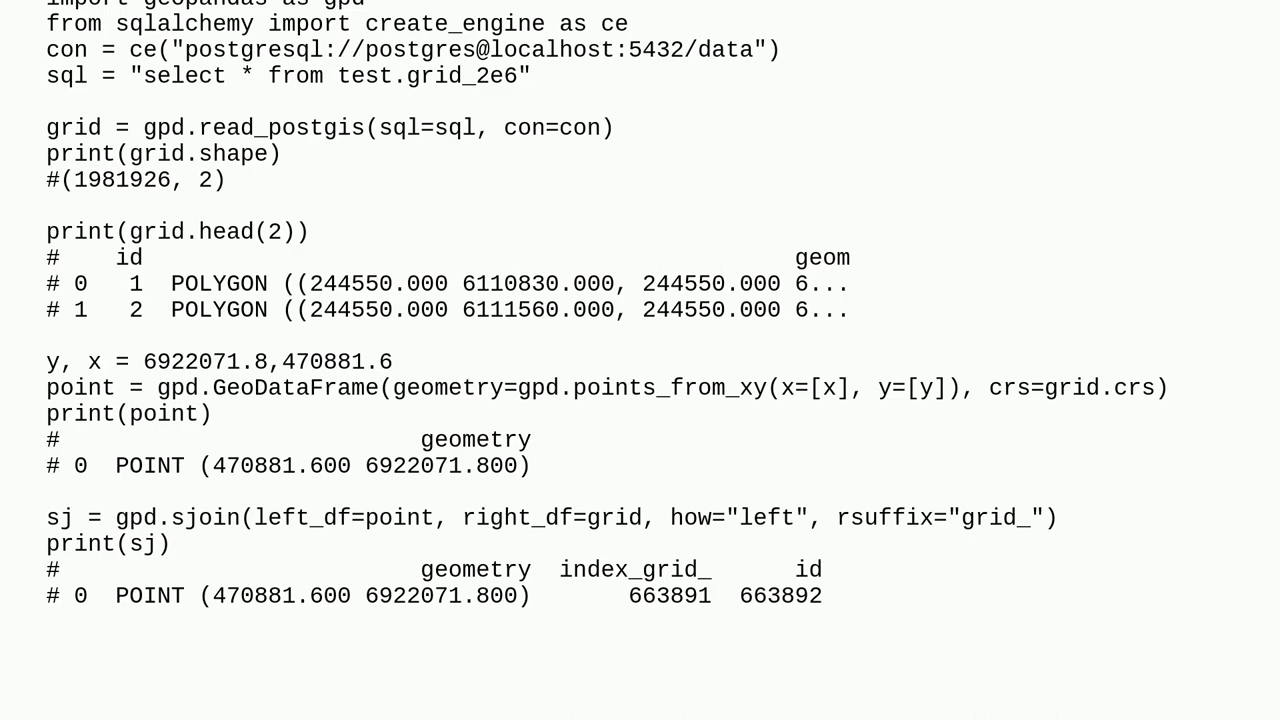 import geopandas as gpd
from sqlalchemy import create_engine as ce
con = ce("postgresql://postgres@localhost:5432/data")
sql = "select * from test.grid_2e6"
grid = gpd.read_postgis(sql=sql, con=con)
print(grid.shape)
#(1981926, 2)
print(grid.head(2))
#    id                                               geom
# 0   1  POLYGON ((244550.000 6110830.000, 244550.000 6...
# 1   2  POLYGON ((244550.000 6111560.000, 244550.000 6...
y, x = 6922071.8,470881.6
point = gpd.GeoDataFrame(geometry=gpd.points_from_xy(x=[x], y=[y]), crs=grid.crs)
print(point)
#                          geometry
# 0  POINT (470881.600 6922071.800)
sj = gpd.sjoin(left_df=point, right_df=grid, how="left", rsuffix="grid_")
print(sj)
#                          geometry  index_grid_      id
# 0  POINT (470881.600 6922071.800)       663891  663892